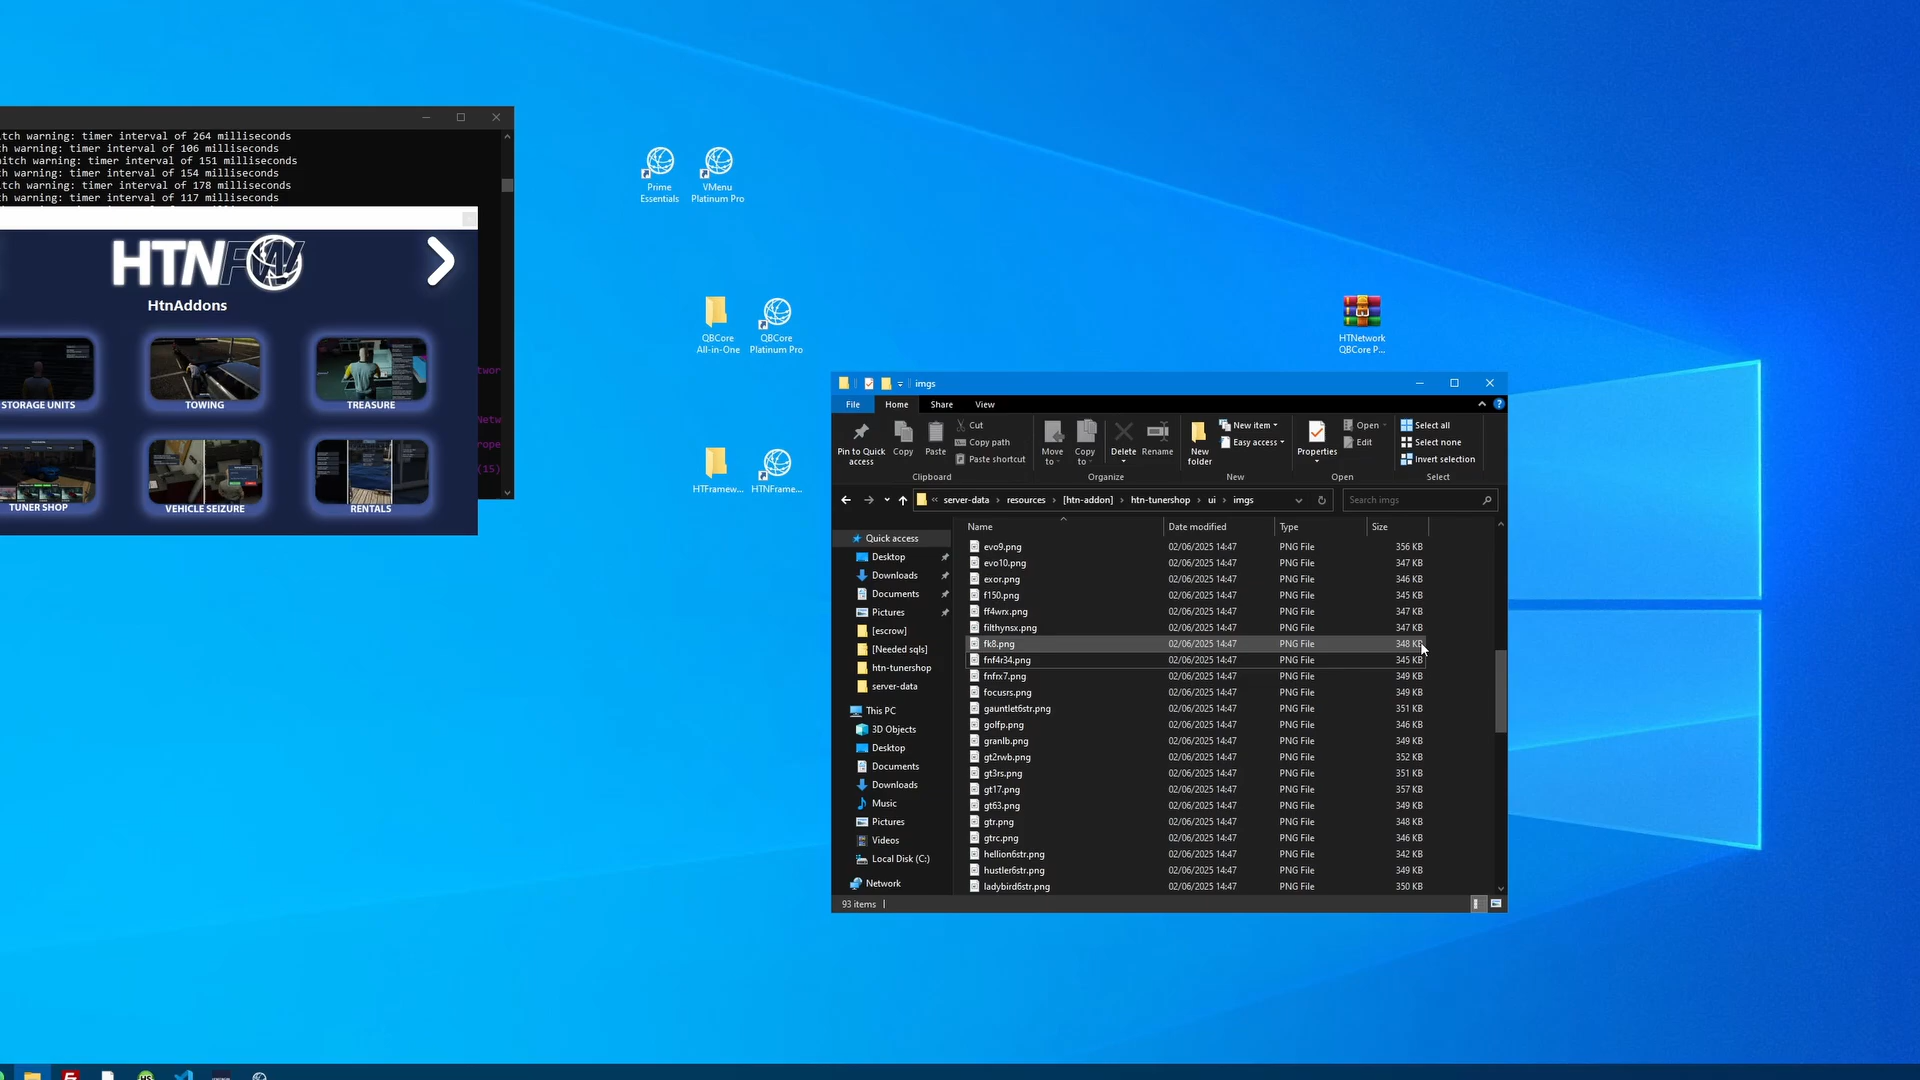 itch warning: timer interval of 264 milliseconds
h warning: timer interval of 106 milliseconds
hitch warning: timer interval of 151 milliseconds
itch warning: timer interval of 154 milliseconds
itch warning: timer interval of 178 milliseconds
h warning: timer interval of 117 milliseconds
HTNFW
HtnAddons
STORAGE UNITS
TOWING
TREASURE
TUNER SHOP
VEHICLE SEIZURE
RENTALS
twor
Netw
rope
(15)
Prime
Essentials
VMenu
Platinum Pro
QBCore
All-in-One
QBCore
Platinum Pro
HTFramew...
HTNFrame...
HTNetwork
QBCore P...
imgs
File
Home
Share
View
Pin to Quick
access
Copy
Paste
Cut
Copy path
Paste shortcut
Clipboard
Move
to
Copy
to
Delete
Rename
Organize
New
folder
New item
Easy access
New
Properties
Open
Edit
Open
Select all
Select none
Invert selection
Select
« server-data > resources > [htn-addon] > htn-tunershop > ui > imgs
Search imgs
Quick access
Desktop
Downloads
Documents
Pictures
[escrow]
[Needed sqls]
htn-tunershop
server-data
This PC
3D Objects
Desktop
Documents
Downloads
Music
Pictures
Videos
Local Disk (C:)
Network
Name Date modified Type Size
evo9.png 02/06/2025 14:47 PNG File 356 KB
evo10.png 02/06/2025 14:47 PNG File 347 KB
exor.png 02/06/2025 14:47 PNG File 346 KB
f150.png 02/06/2025 14:47 PNG File 345 KB
ff4wrx.png 02/06/2025 14:47 PNG File 347 KB
filthynsx.png 02/06/2025 14:47 PNG File 347 KB
fk8.png 02/06/2025 14:47 PNG File 348 KB
fnf4r34.png 02/06/2025 14:47 PNG File 345 KB
fnfrx7.png 02/06/2025 14:47 PNG File 349 KB
focusrs.png 02/06/2025 14:47 PNG File 349 KB
gauntlet6str.png 02/06/2025 14:47 PNG File 351 KB
golfp.png 02/06/2025 14:47 PNG File 346 KB
granlb.png 02/06/2025 14:47 PNG File 349 KB
gt2rwb.png 02/06/2025 14:47 PNG File 352 KB
gt3rs.png 02/06/2025 14:47 PNG File 351 KB
gt17.png 02/06/2025 14:47 PNG File 357 KB
gt63.png 02/06/2025 14:47 PNG File 349 KB
gtr.png 02/06/2025 14:47 PNG File 348 KB
gtrc.png 02/06/2025 14:47 PNG File 346 KB
hellion6str.png 02/06/2025 14:47 PNG File 342 KB
hustler6str.png 02/06/2025 14:47 PNG File 349 KB
ladybird6str.png 02/06/2025 14:47 PNG File 350 KB
93 items